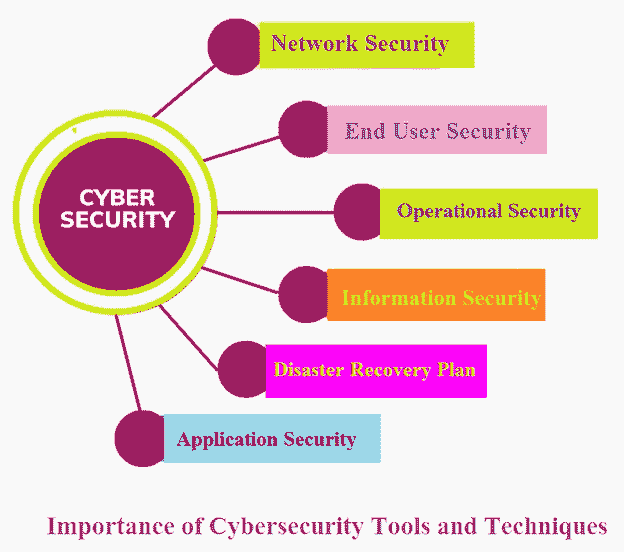 Network Security
End User Security
CYBER
SECURITY
Operational Security
Information Security
Disaster Recovery Plan
Application Security
Importance of Cybersecurity Tools and Techniques